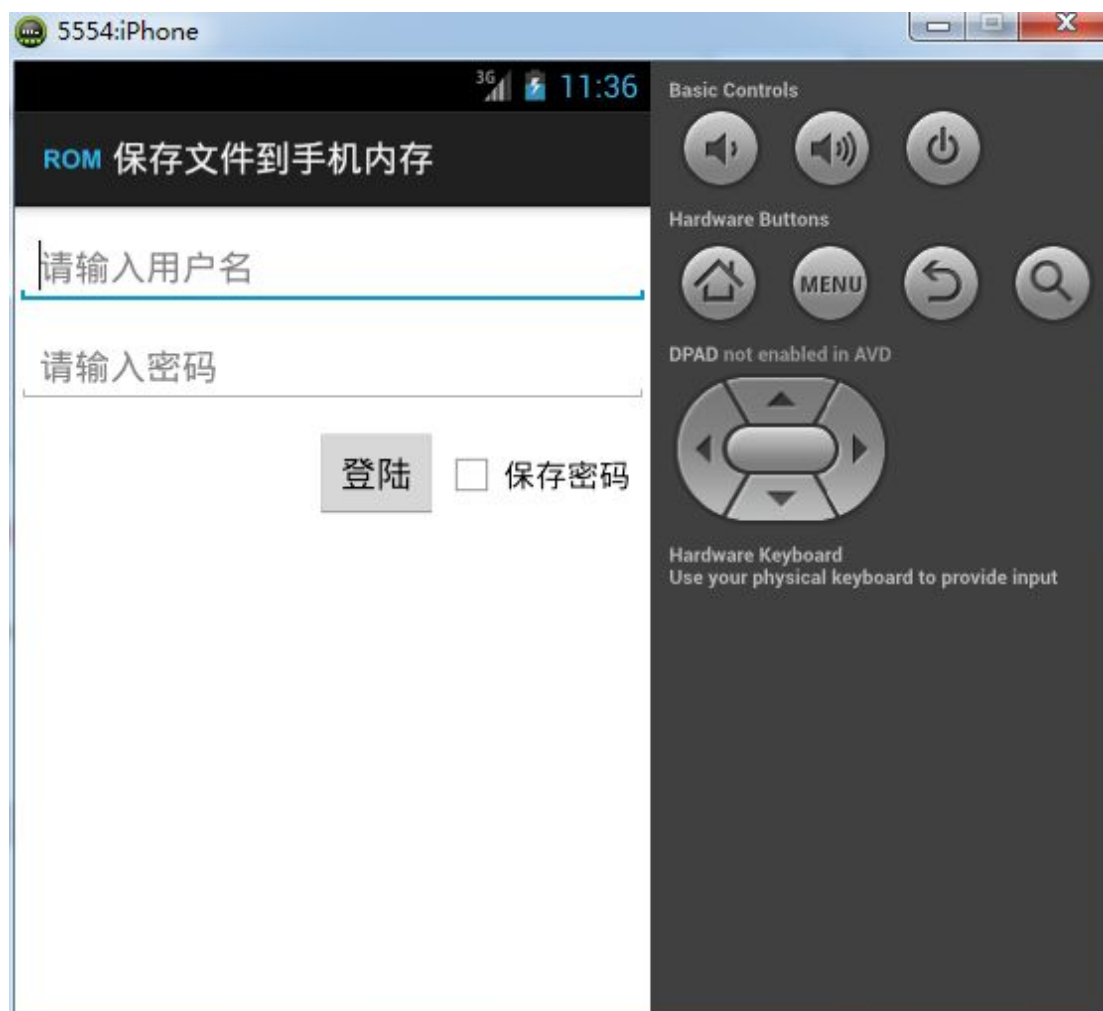 5554:iPhone
3G 11:36
ROM 保存文件到手机内存
请输入用户名
请输入密码
登陆 保存密码
Basic Controls
Hardware Buttons
MENU
DPAD not enabled in AVD
Hardware Keyboard
Use your physical keyboard to provide input